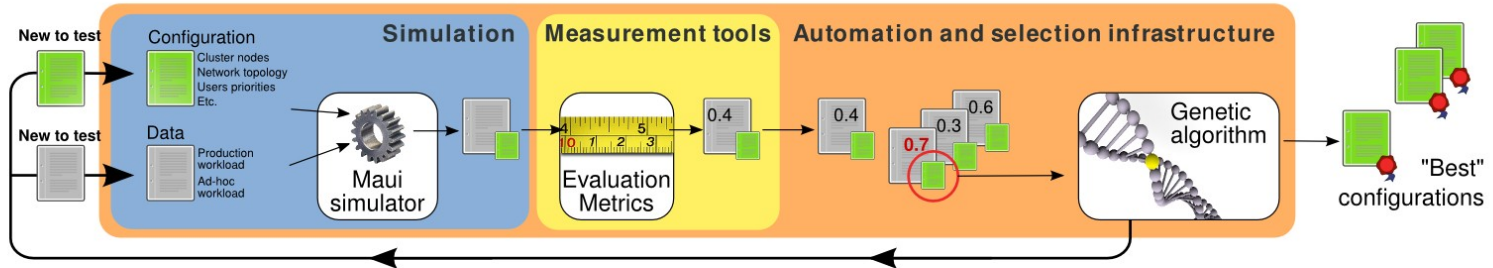 Simulation
Measurement tools
Automation and selection infrastructure
New to test
Configuration
Cluster nodes
Network topology
Users priorities
Etc.
New to test
Data
Production
workload
Ad-hoc
workload
Maui
simulator
4 5
10 1 2 3
Evaluation
Metrics
0.4
0.4
0.7
0.3
0.6
Genetic
algorithm
"Best"
configurations